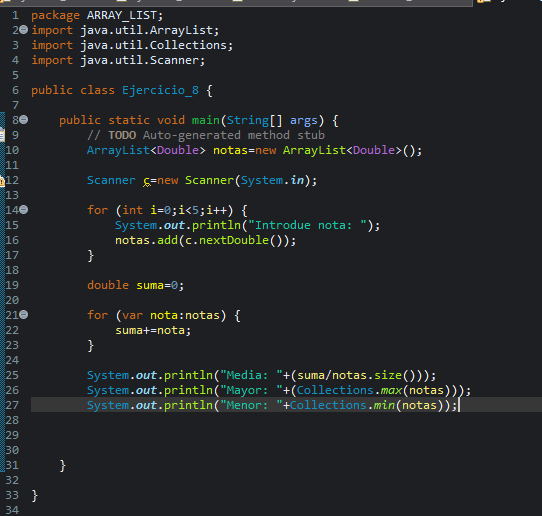 1 package ARRAY_LIST;
2 import java.util.ArrayList;
3 import java.util.Collections;
4 import java.util.Scanner;
5
6 public class Ejercicio_8 {
7
8     public static void main(String[] args) {
9         // TODO Auto-generated method stub
10         ArrayList<Double> notas=new ArrayList<Double>();
11
12         Scanner c=new Scanner(System.in);
13
14         for (int i=0;i<5;i++) {
15             System.out.println("Introdue nota: ");
16             notas.add(c.nextDouble());
17         }
18
19         double suma=0;
20
21         for (var nota:notas) {
22             suma+=nota;
23         }
24
25         System.out.println("Media: "+(suma/notas.size()));
26         System.out.println("Mayor: "+(Collections.max(notas)));
27         System.out.println("Menor: "+Collections.min(notas));
28
29
30
31     }
32
33 }
34